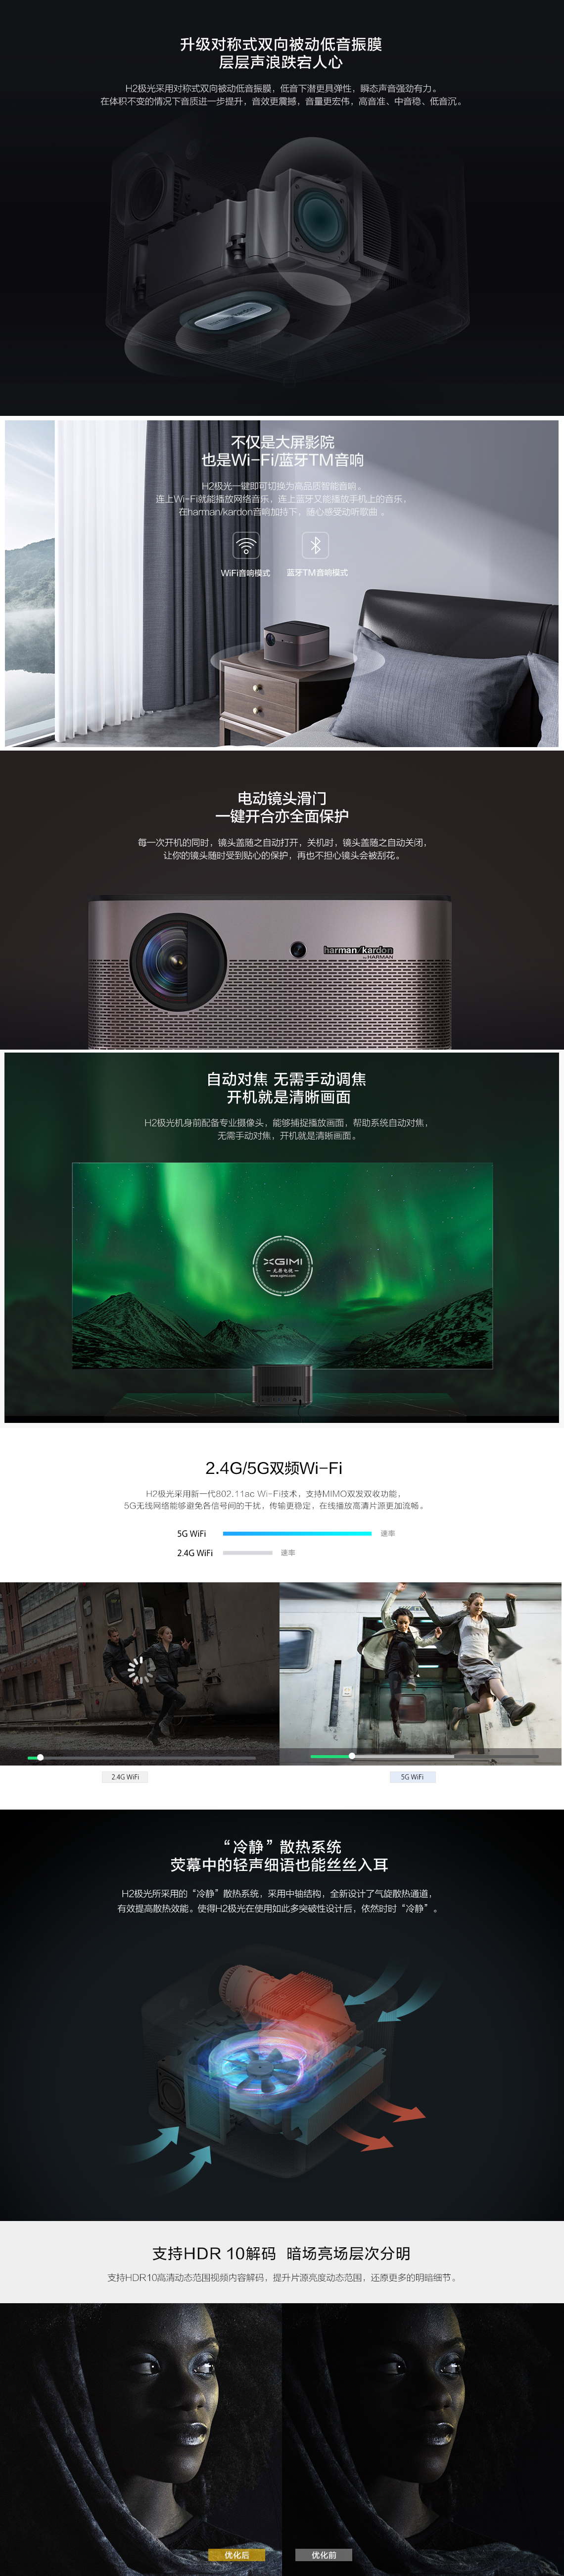 升级对称式双向被动低音振膜
层层声浪跌宕人心
H2极光采用对称式双向被动低音振膜，低音下潜更具弹性，瞬态声音强劲有力。
在体积不变的情况下音质进一步提升，音效更震撼，音量更宏伟，高音准、中音稳、低音沉。
不仅是大屏影院
也是Wi-Fi/蓝牙TM音响
H2极光一键即可切换为高品质智能音响。
连上Wi-Fi就能播放网络音乐，连上蓝牙又能播放手机上的音乐，
在harman/kardon音响加持下，随心感受动听歌曲 。
WiFi音响模式
蓝牙TM音响模式
电动镜头滑门
一键开合亦全面保护
每一次开机的同时，镜头盖随之自动打开，关机时，镜头盖随之自动关闭，
让你的镜头随时受到贴心的保护，再也不担心镜头会被刮花。
harman/kardon
by HARMAN
自动对焦 无需手动调焦
开机就是清晰画面
H2极光机身前配备专业摄像头，能够捕捉播放画面，帮助系统自动对焦，
无需手动对焦，开机就是清晰画面。
XGIMI
无屏电视
www.xgimi.com
2.4G/5G双频Wi-Fi
H2极光采用新一代802.11ac Wi-Fi技术，支持MIMO双发双收功能，
5G无线网络能够避免各信号间的干扰，传输更稳定，在线播放高清片源更加流畅。
5G WiFi 速率
2.4G WiFi 速率
2.4G WiFi
5G WiFi
“冷静”散热系统
荧幕中的轻声细语也能丝丝入耳
H2极光所采用的“冷静”散热系统，采用中轴结构，全新设计了气旋散热通道，
有效提高散热效能。使得H2极光在使用如此多突破性设计后，依然时时“冷静”。
支持HDR 10解码 暗场亮场层次分明
支持HDR10高清动态范围视频内容解码，提升片源亮度动态范围，还原更多的明暗细节。
优化后
优化前